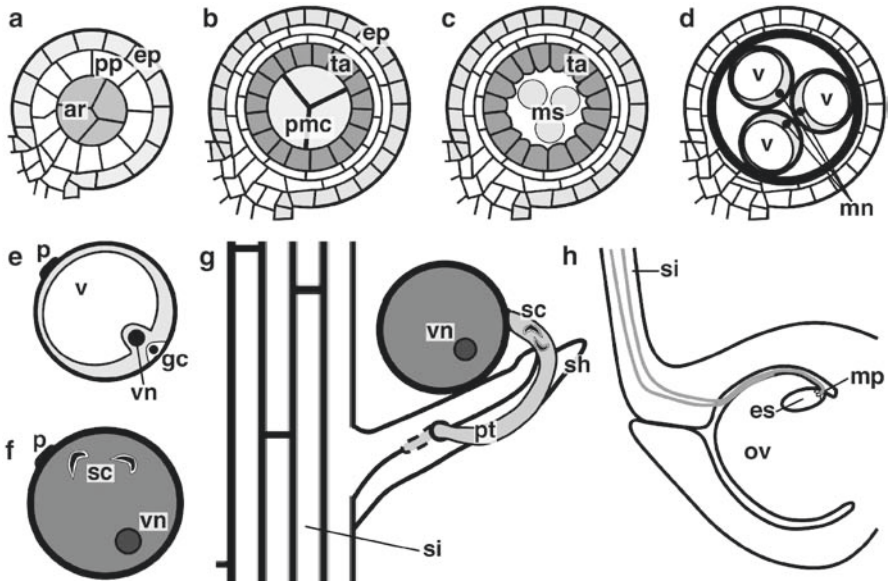 a
ep
pp
ar
b
ep
ta
pmc
c
ta
ms
d
v
v
v
mn
e
p
v
gc
vn
f
p
sc
vn
g
vn
sc
sh
pt
si
h
si
mp
es
ov